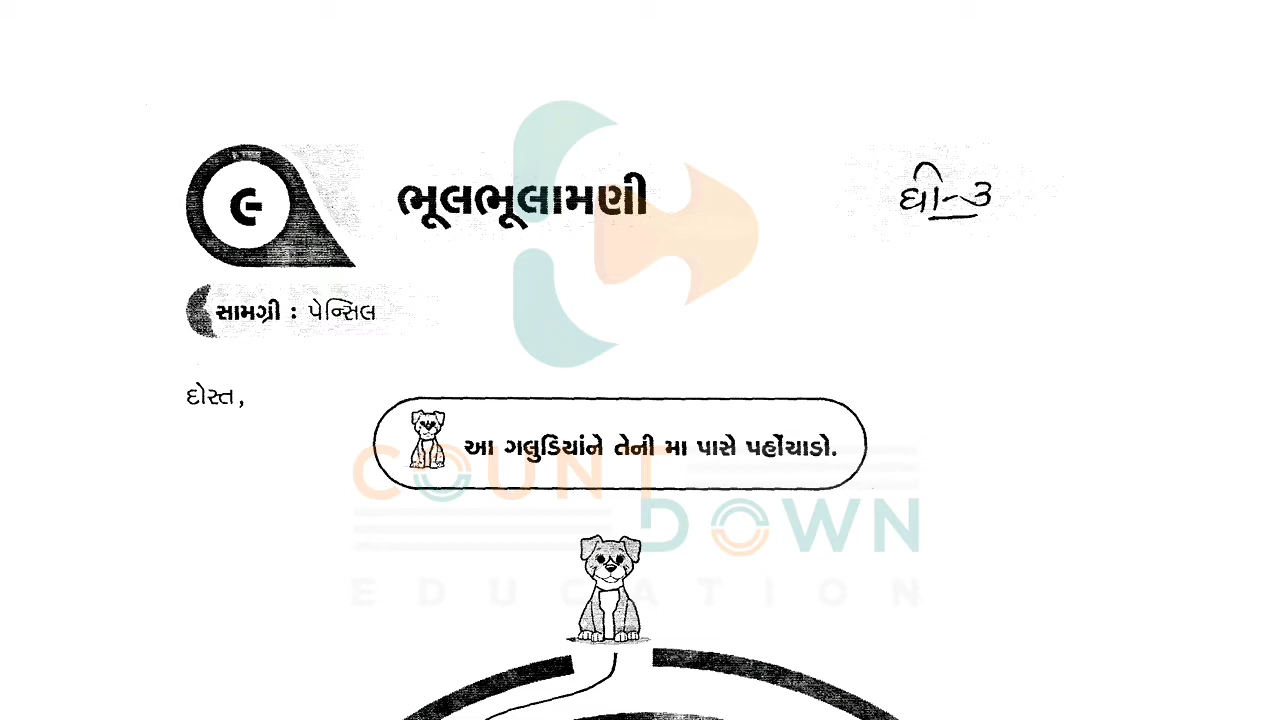 ૯
ભૂલભૂલામણી
ધો-૩
સામગ્રી : પેન્સિલ
દોસ્ત,
આ ગલુડિયાંને તેની મા પાસે પહોંચાડો.
COUNT
DOWN
EDUCATION